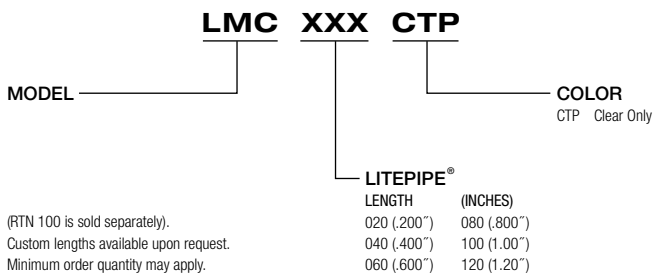 LMC XXX CTP
MODEL
COLOR
CTP Clear Only
LITEPIPE®
LENGTH (INCHES)
(RTN 100 is sold separately). 020 (.200˝) 080 (.800˝)
Custom lengths available upon request. 040 (.400˝) 100 (1.00˝)
Minimum order quantity may apply. 060 (.600˝) 120 (1.20˝)